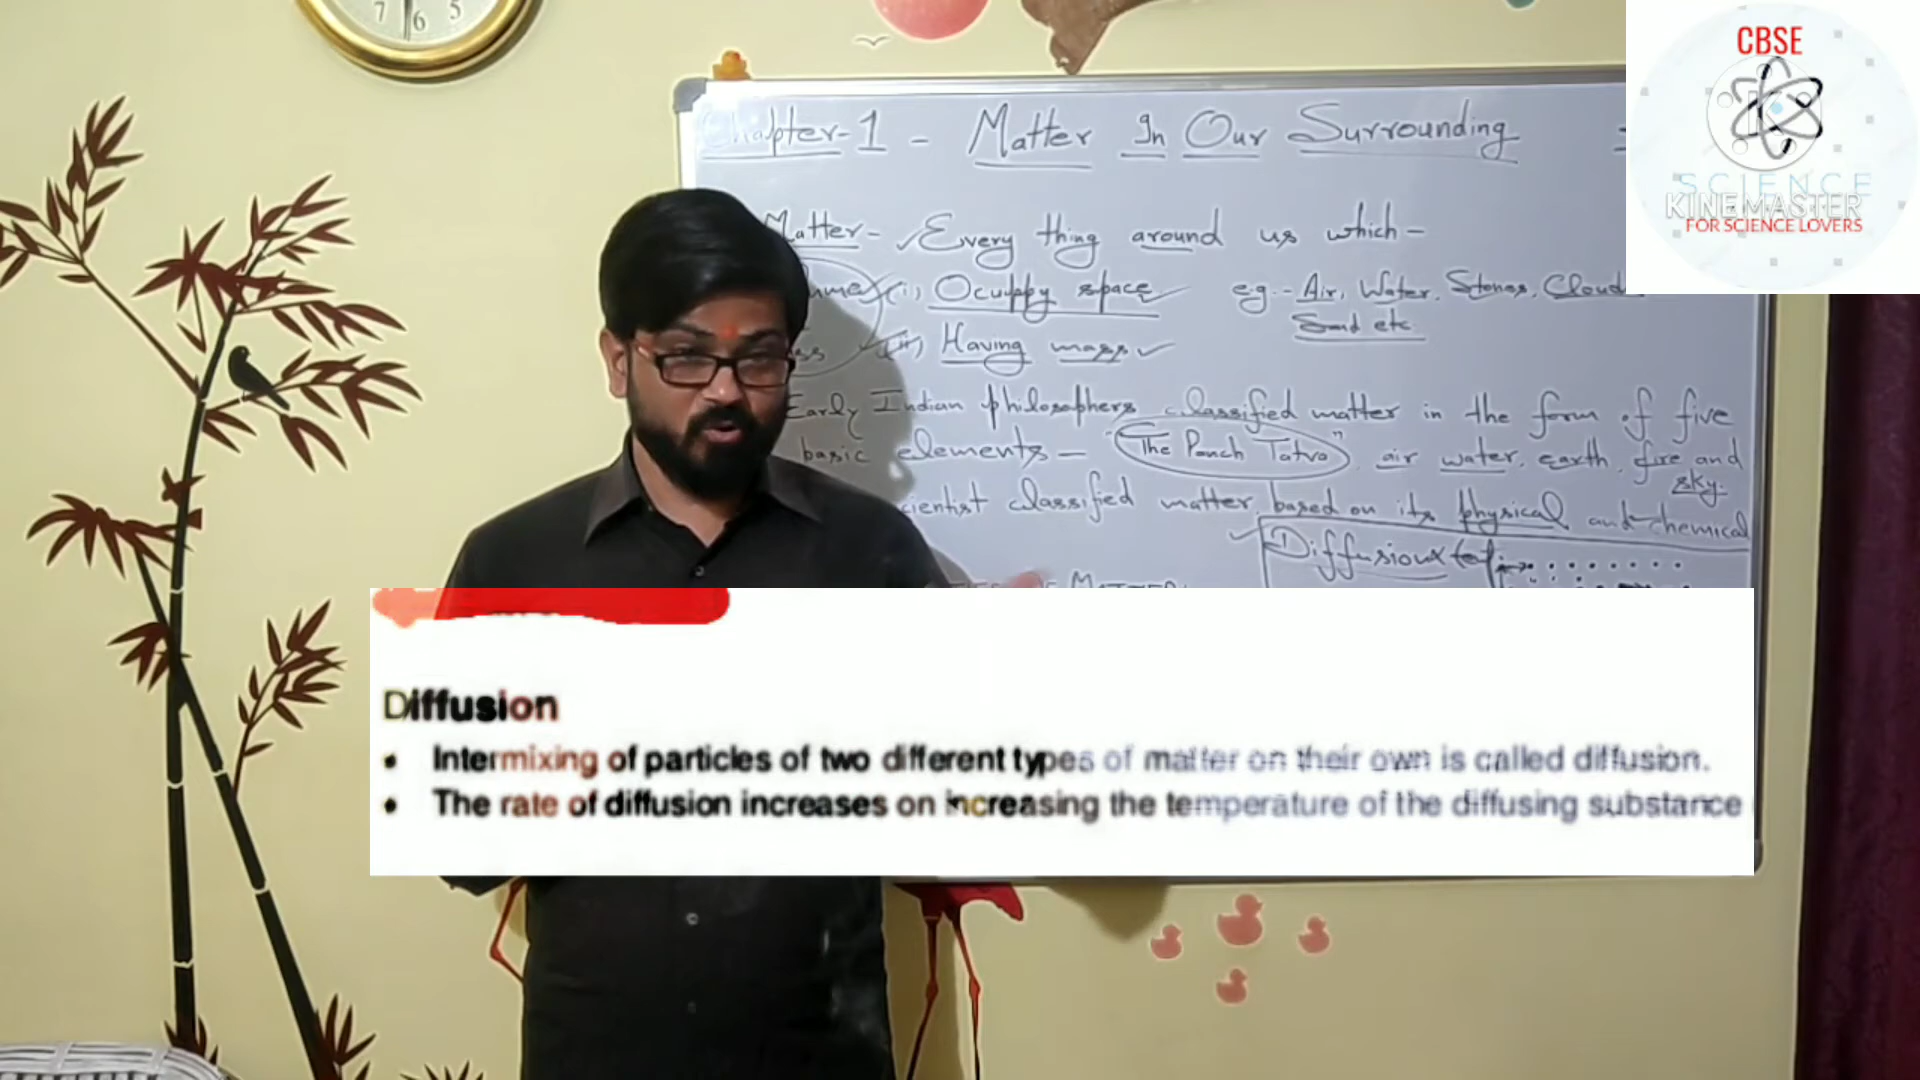 7 6 5
CBSE
SCIENCE
KINEMASTER
FOR SCIENCE LOVERS
Chapter-1 - Matter In Our Surrounding
Matter - Every thing around us which -
(i) Ocuppy space e.g:- Air, Water, Stones, Cloud
Sand etc.
(ii) Having mass
Early Indian philosophers classified matter in the form of five
basic elements - "The Panch Tatva", air water, earth, fire and
sky.
classified matter based on its physical and chemical
Diffusion
Diffusion
• Intermixing of particles of two different types of matter on their own is called diffusion.
• The rate of diffusion increases on increasing the temperature of the diffusing substance